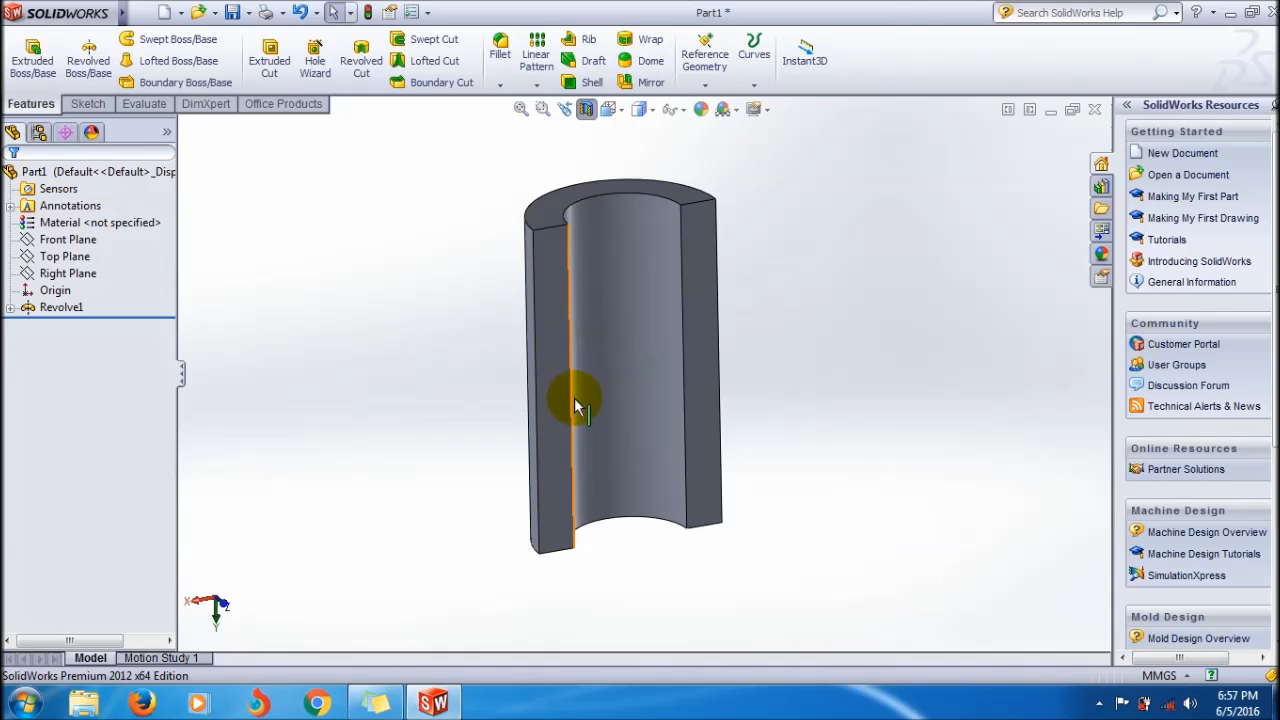 SOLIDWORKS
Part1 *
Search SolidWorks Help
Extruded Boss/Base
Revolved Boss/Base
Swept Boss/Base
Lofted Boss/Base
Boundary Boss/Base
Extruded Cut
Hole Wizard
Revolved Cut
Swept Cut
Lofted Cut
Boundary Cut
Fillet
Linear Pattern
Rib
Draft
Shell
Wrap
Dome
Mirror
Reference Geometry
Curves
Instant3D
Features
Sketch
Evaluate
DimXpert
Office Products
Part1 (Default<<Default>_Disp
Sensors
Annotations
Material <not specified>
Front Plane
Top Plane
Right Plane
Origin
Revolve1
X
Y
Z
SolidWorks Resources
Getting Started
New Document
Open a Document
Making My First Part
Making My First Drawing
Tutorials
Introducing SolidWorks
General Information
Community
Customer Portal
User Groups
Discussion Forum
Technical Alerts & News
Online Resources
Partner Solutions
Machine Design
Machine Design Overview
Machine Design Tutorials
SimulationXpress
Mold Design
Mold Design Overview
Model
Motion Study 1
SolidWorks Premium 2012 x64 Edition
MMGS
6:57 PM
6/5/2016